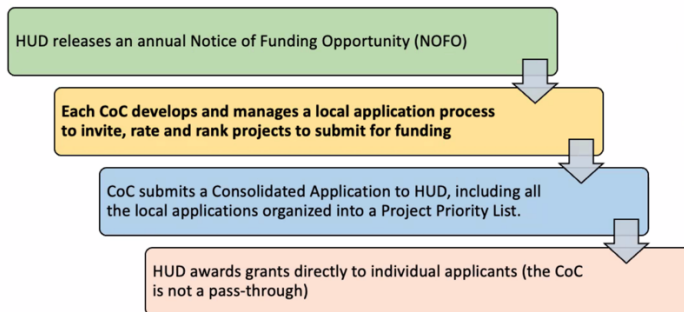 HUD releases an annual Notice of Funding Opportunity (NOFO)
Each CoC develops and manages a local application process
to invite, rate and rank projects to submit for funding
CoC submits a Consolidated Application to HUD, including all
the local applications organized into a Project Priority List.
HUD awards grants directly to individual applicants (the CoC
is not a pass-through)